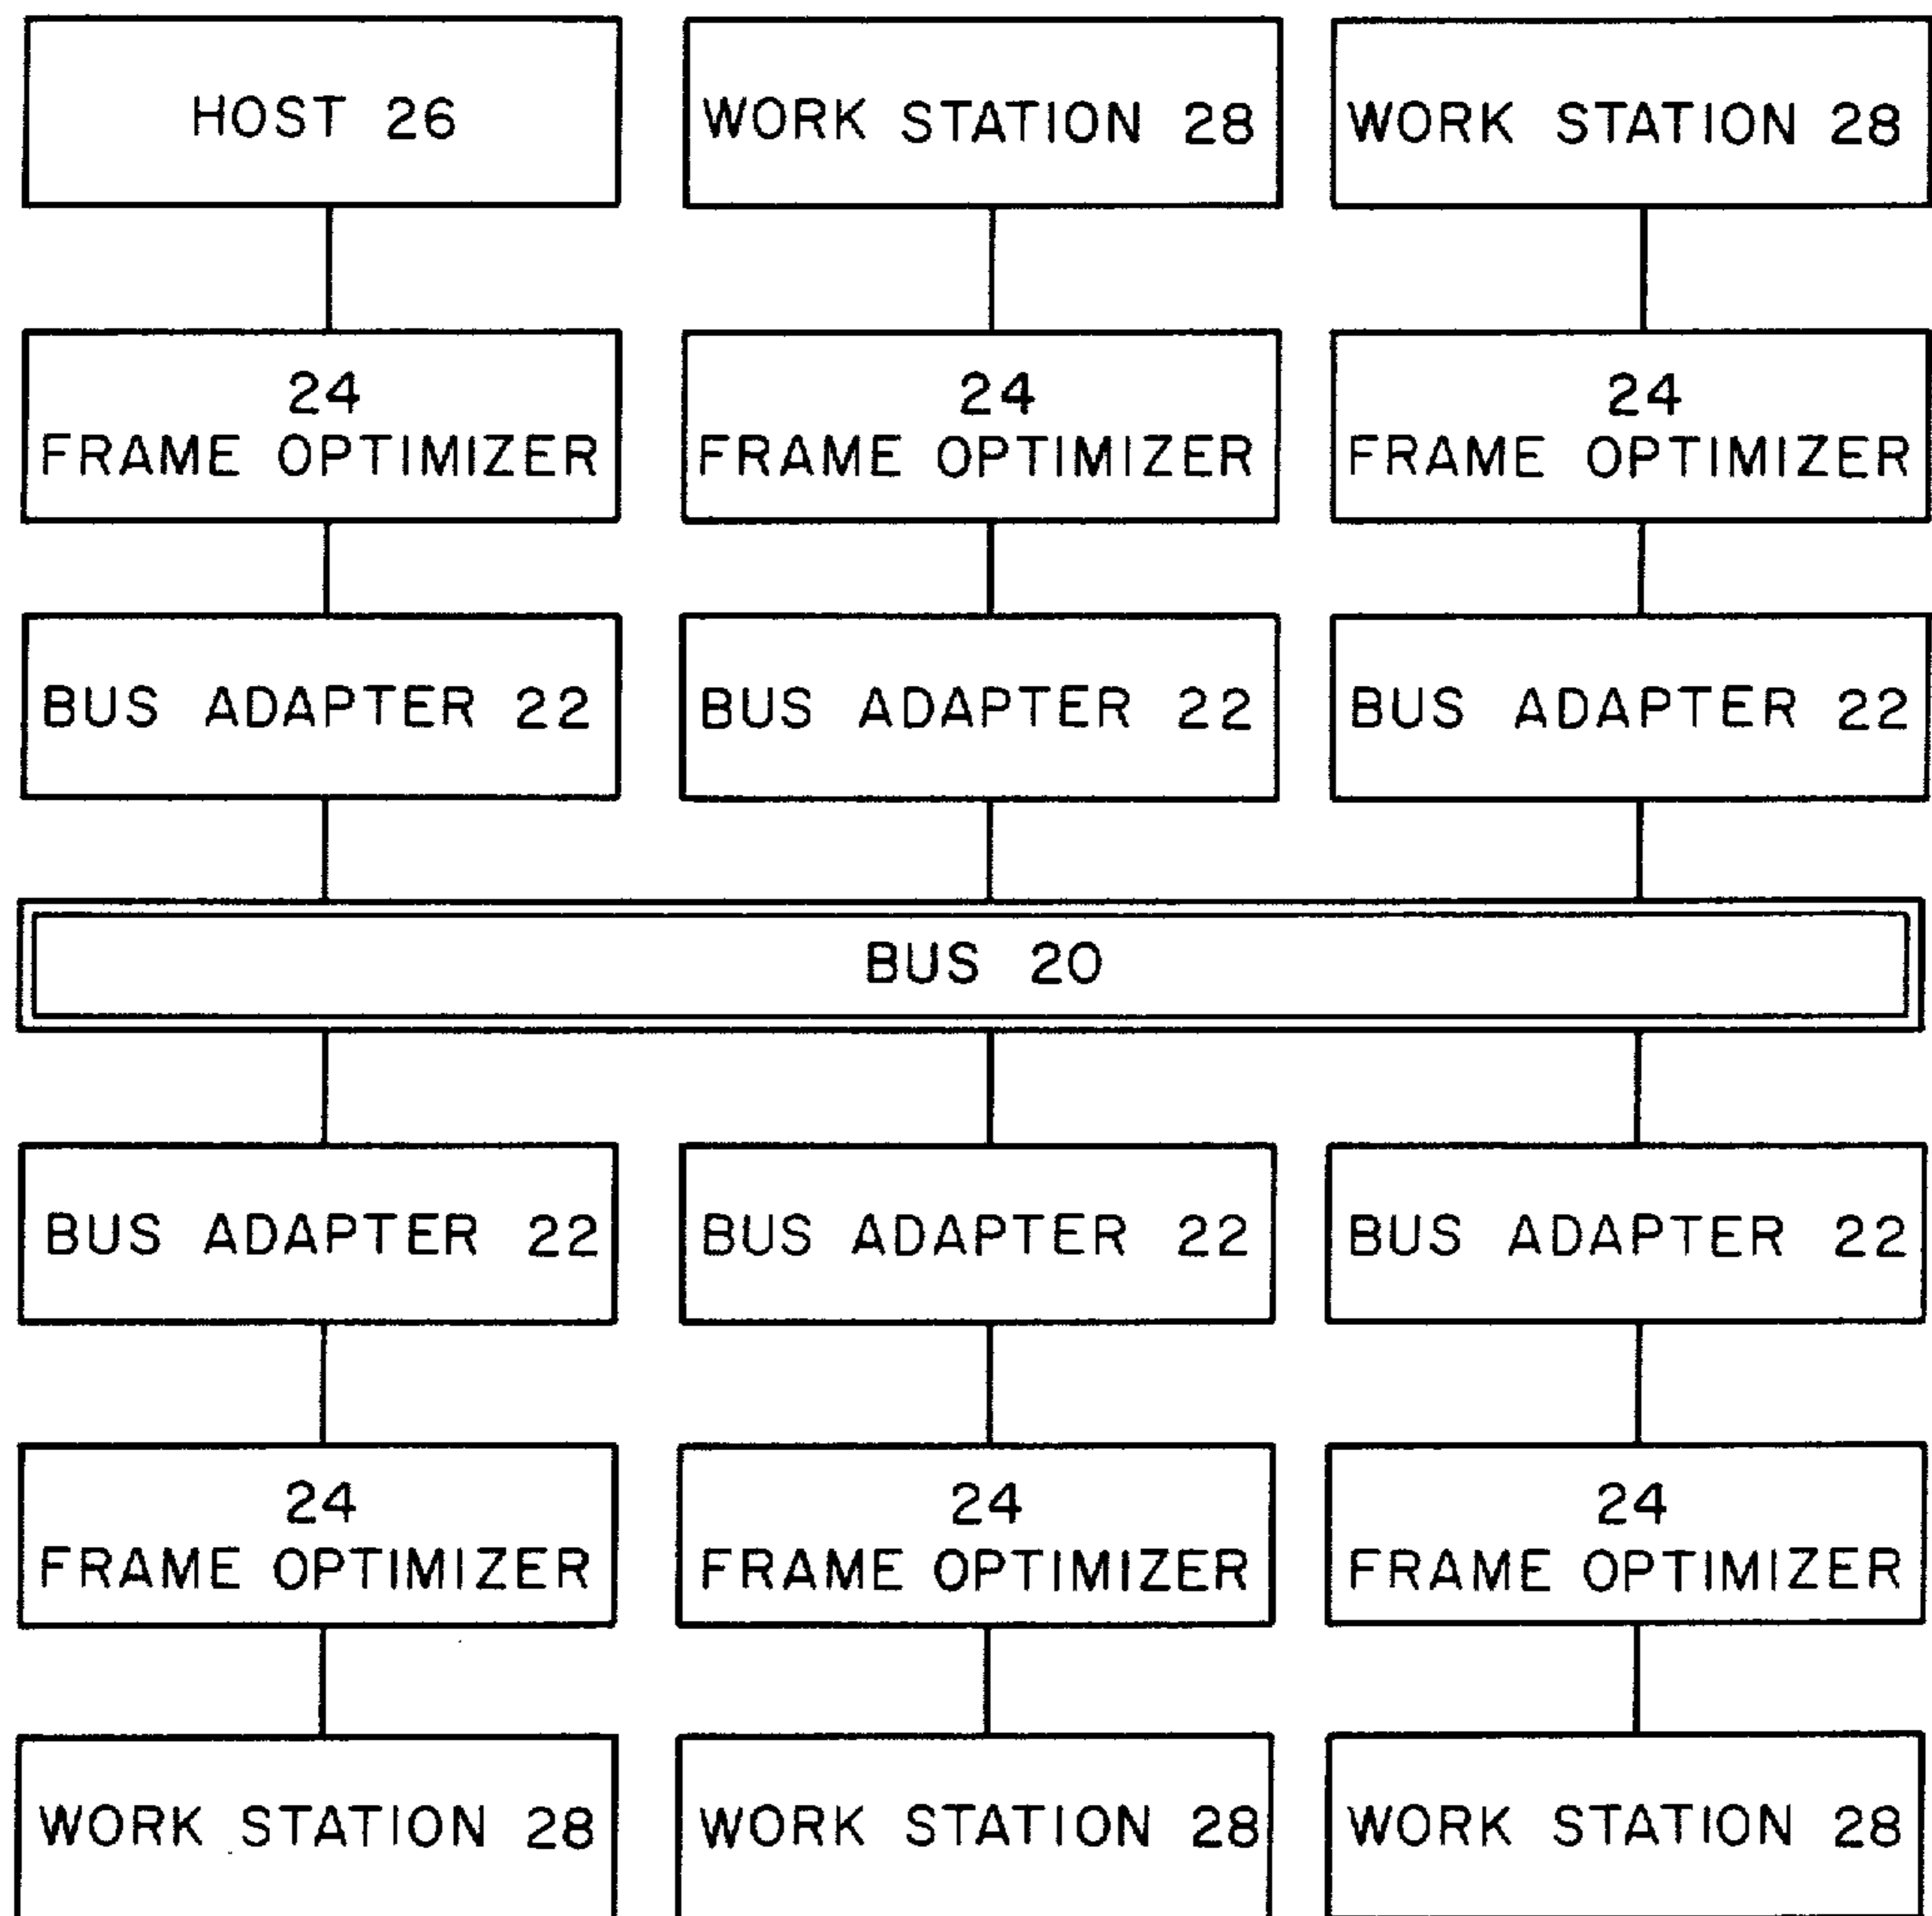 HOST 26
WORK STATION 28
WORK STATION 28
24
FRAME OPTIMIZER
24
FRAME OPTIMIZER
24
FRAME OPTIMIZER
BUS ADAPTER 22
BUS ADAPTER 22
BUS ADAPTER 22
BUS 20
BUS ADAPTER 22
BUS ADAPTER 22
BUS ADAPTER 22
24
FRAME OPTIMIZER
24
FRAME OPTIMIZER
24
FRAME OPTIMIZER
WORK STATION 28
WORK STATION 28
WORK STATION 28